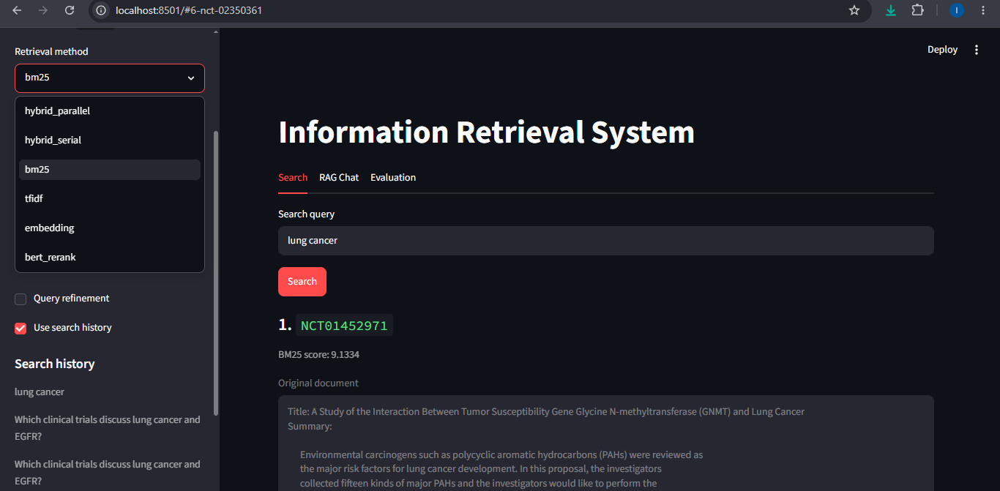 localhost:8501/#6-nct-02350361
I
Retrieval method
bm25
hybrid_parallel
hybrid_serial
bm25
tfidf
embedding
bert_rerank
Query refinement
Use search history
Search history
lung cancer
Which clinical trials discuss lung cancer and
EGFR?
Which clinical trials discuss lung cancer and
EGFR?
Deploy
Information Retrieval System
Search RAG Chat Evaluation
Search query
lung cancer
Search
1. NCT01452971
BM25 score: 9.1334
Original document
Title: A Study of the Interaction Between Tumor Susceptibility Gene Glycine N-methyltransferase (GNMT) and Lung Cancer
Summary:
Environmental carcinogens such as polycyclic aromatic hydrocarbons (PAHs) were reviewed as
the major risk factors for lung cancer development. In this proposal, the investigators
collected fifteen kinds of major PAHs and the investigators would like to perform the